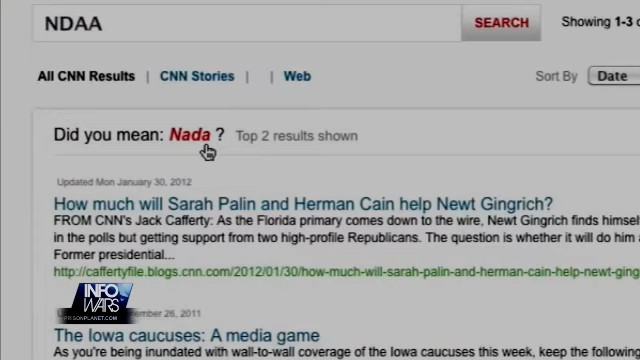 NDAA
SEARCH
Showing 1-3 o
All CNN Results | CNN Stories | | Web
Sort By Date
Did you mean: Nada ? Top 2 results shown
Updated Mon January 30, 2012
How much will Sarah Palin and Herman Cain help Newt Gingrich?
FROM CNN's Jack Cafferty: As the Florida primary comes down to the wire, Newt Gingrich finds himse
in the polls but getting support from two high-profile Republicans. The question is whether it will do him a
Former presidential...
http://caffertyfile.blogs.cnn.com/2012/01/30/how-much-will-sarah-palin-and-herman-cain-help-newt-ging
INFO
WARS
PRISONPLANET.COM
ember 26, 2011
The Iowa caucuses: A media game
As you're being inundated with wall-to-wall coverage of the Iowa caucuses this week, keep the following